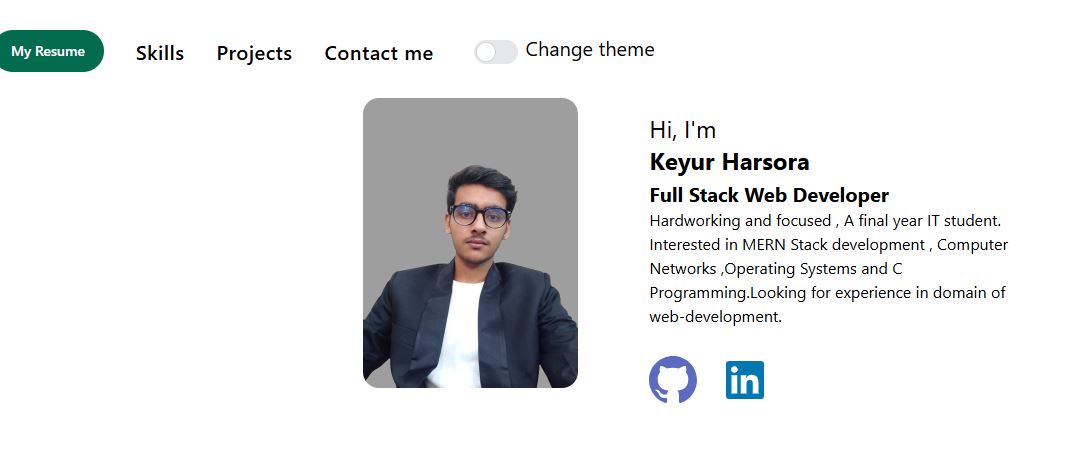 My Resume Skills Projects Contact me Change theme
Hi, I'm
Keyur Harsora
Full Stack Web Developer
Hardworking and focused , A final year IT student.
Interested in MERN Stack development , Computer
Networks ,Operating Systems and C
Programming.Looking for experience in domain of
web-development.
in